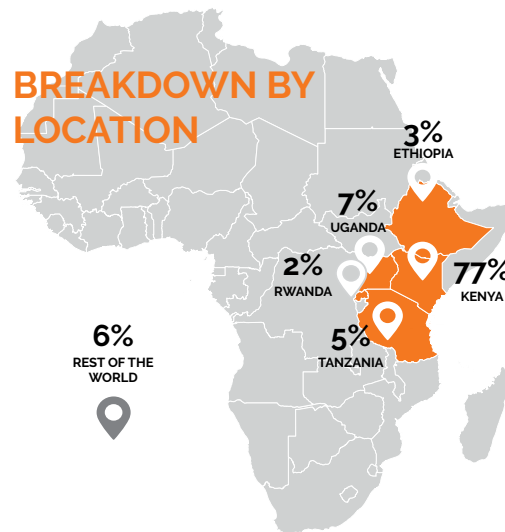 BREAKDOWN BY
LOCATION
3%
ETHIOPIA
7%
UGANDA
2%
RWANDA
77%
KENYA
6%
REST OF THE
WORLD
5%
TANZANIA